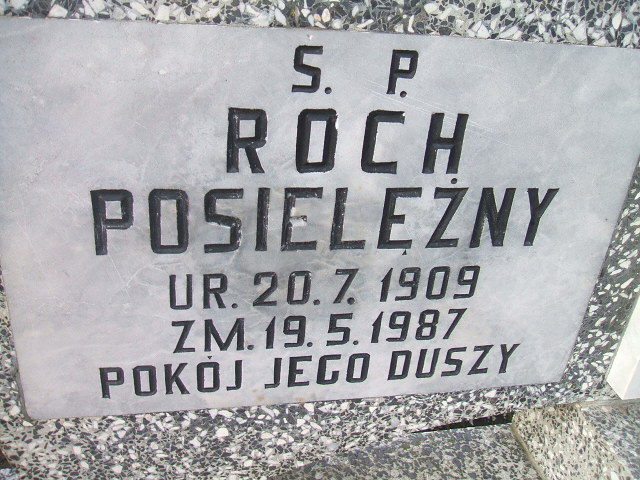 S. P.
ROCH
POSIELĘŻNY
UR. 20. 7. 1909
ZM. 19. 5. 1987
POKÓJ JEGO DUSZY